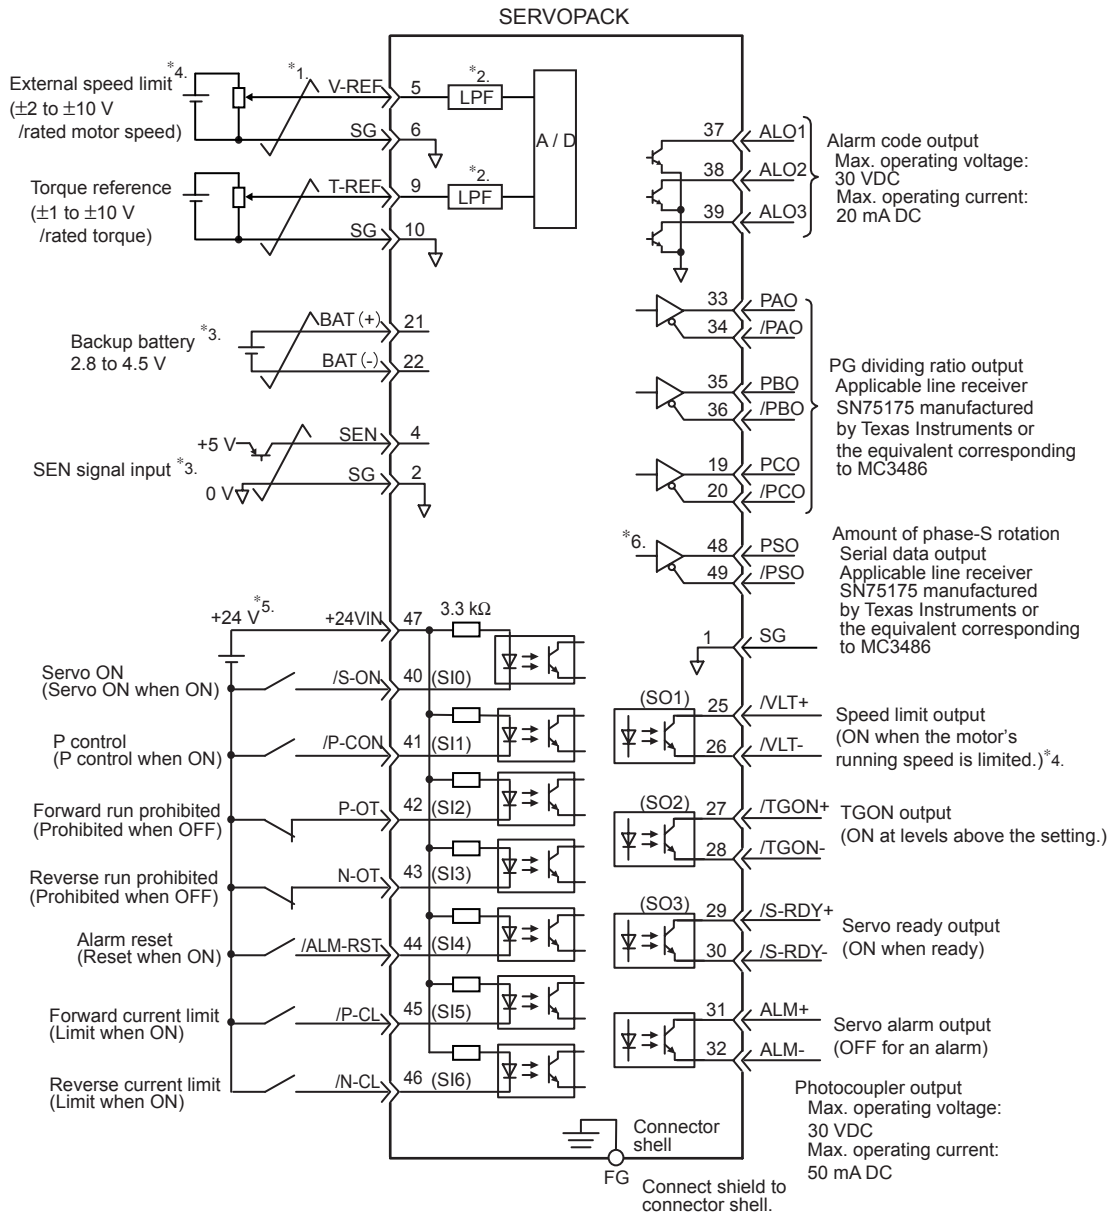 SERVOPACK
External speed limit*4.
(±2 to ±10 V
/rated motor speed)
*1.
V-REF
5
*2.
LPF
SG
6
A / D
Torque reference
(±1 to ±10 V
/rated torque)
T-REF
9
*2.
LPF
SG
10
Backup battery *3.
2.8 to 4.5 V
BAT (+)
21
BAT (-)
22
+5 V
SEN
4
SEN signal input *3.
SG
2
0 V
+24 V*5.
+24VIN
47
3.3 kΩ
Servo ON
(Servo ON when ON)
/S-ON
40
(SI0)
P control
(P control when ON)
/P-CON
41
(SI1)
Forward run prohibited
(Prohibited when OFF)
P-OT
42
(SI2)
Reverse run prohibited
(Prohibited when OFF)
N-OT
43
(SI3)
Alarm reset
(Reset when ON)
/ALM-RST
44
(SI4)
Forward current limit
(Limit when ON)
/P-CL
45
(SI5)
Reverse current limit
(Limit when ON)
/N-CL
46
(SI6)
37
ALO1
38
ALO2
39
ALO3
Alarm code output
Max. operating voltage:
30 VDC
Max. operating current:
20 mA DC
33
PAO
34
/PAO
35
PBO
36
/PBO
19
PCO
20
/PCO
PG dividing ratio output
Applicable line receiver
SN75175 manufactured
by Texas Instruments or
the equivalent corresponding
to MC3486
*6.
48
PSO
49
/PSO
Amount of phase-S rotation
Serial data output
Applicable line receiver
SN75175 manufactured
by Texas Instruments or
the equivalent corresponding
to MC3486
1
SG
(SO1)
25
/VLT+
26
/VLT-
Speed limit output
(ON when the motor's
running speed is limited.)*4.
(SO2)
27
/TGON+
28
/TGON-
TGON output
(ON at levels above the setting.)
(SO3)
29
/S-RDY+
30
/S-RDY-
Servo ready output
(ON when ready)
31
ALM+
32
ALM-
Servo alarm output
(OFF for an alarm)
Photocoupler output
Max. operating voltage:
30 VDC
Max. operating current:
50 mA DC
Connector
shell
FG
Connect shield to
connector shell.